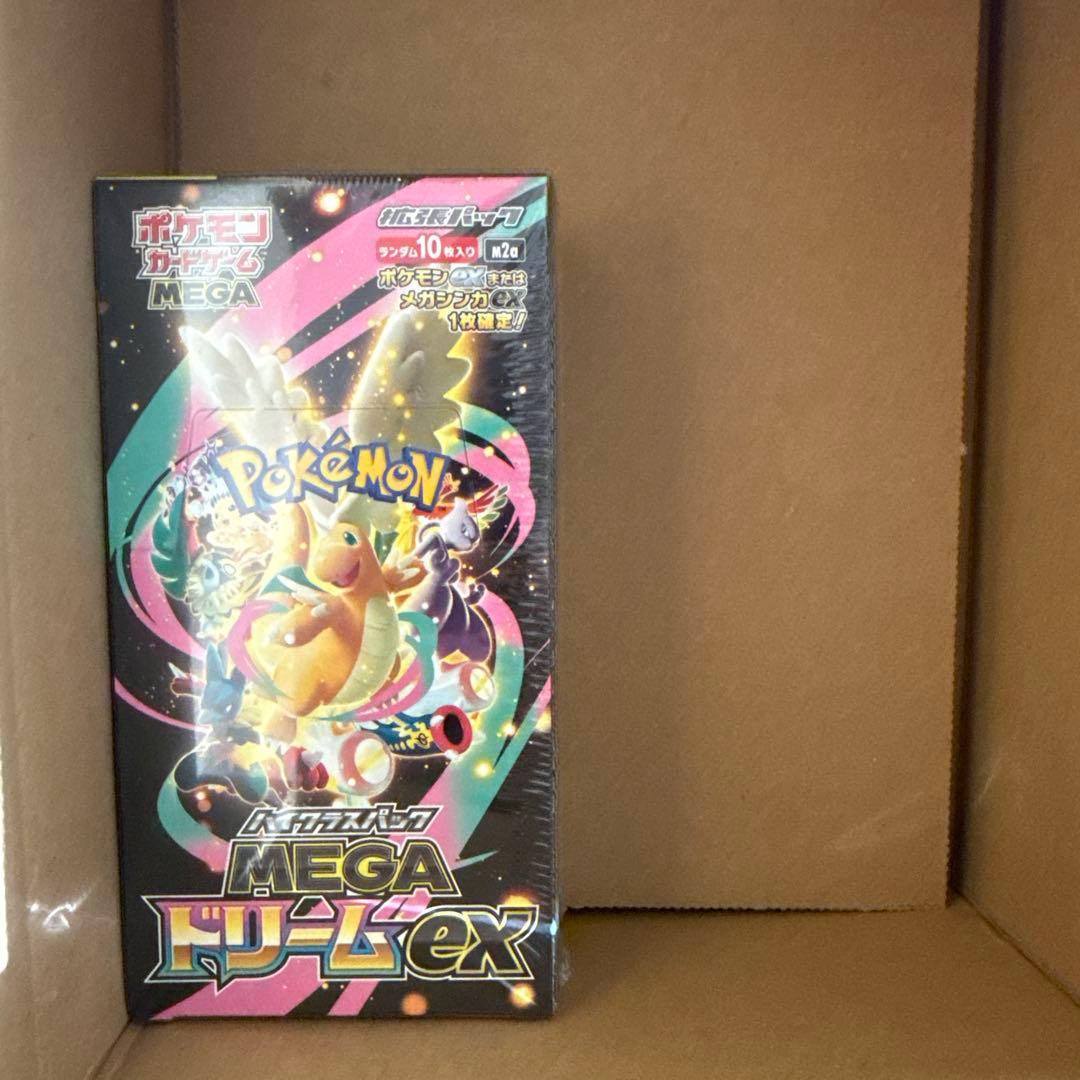 ポケモン
カードゲーム
MEGA
拡張パック
ランダム10枚入り M2a
ポケモンexまたは
メガシンカex
1枚確定!
POKéMON
ハイクラスパック
MEGA
ドリームex